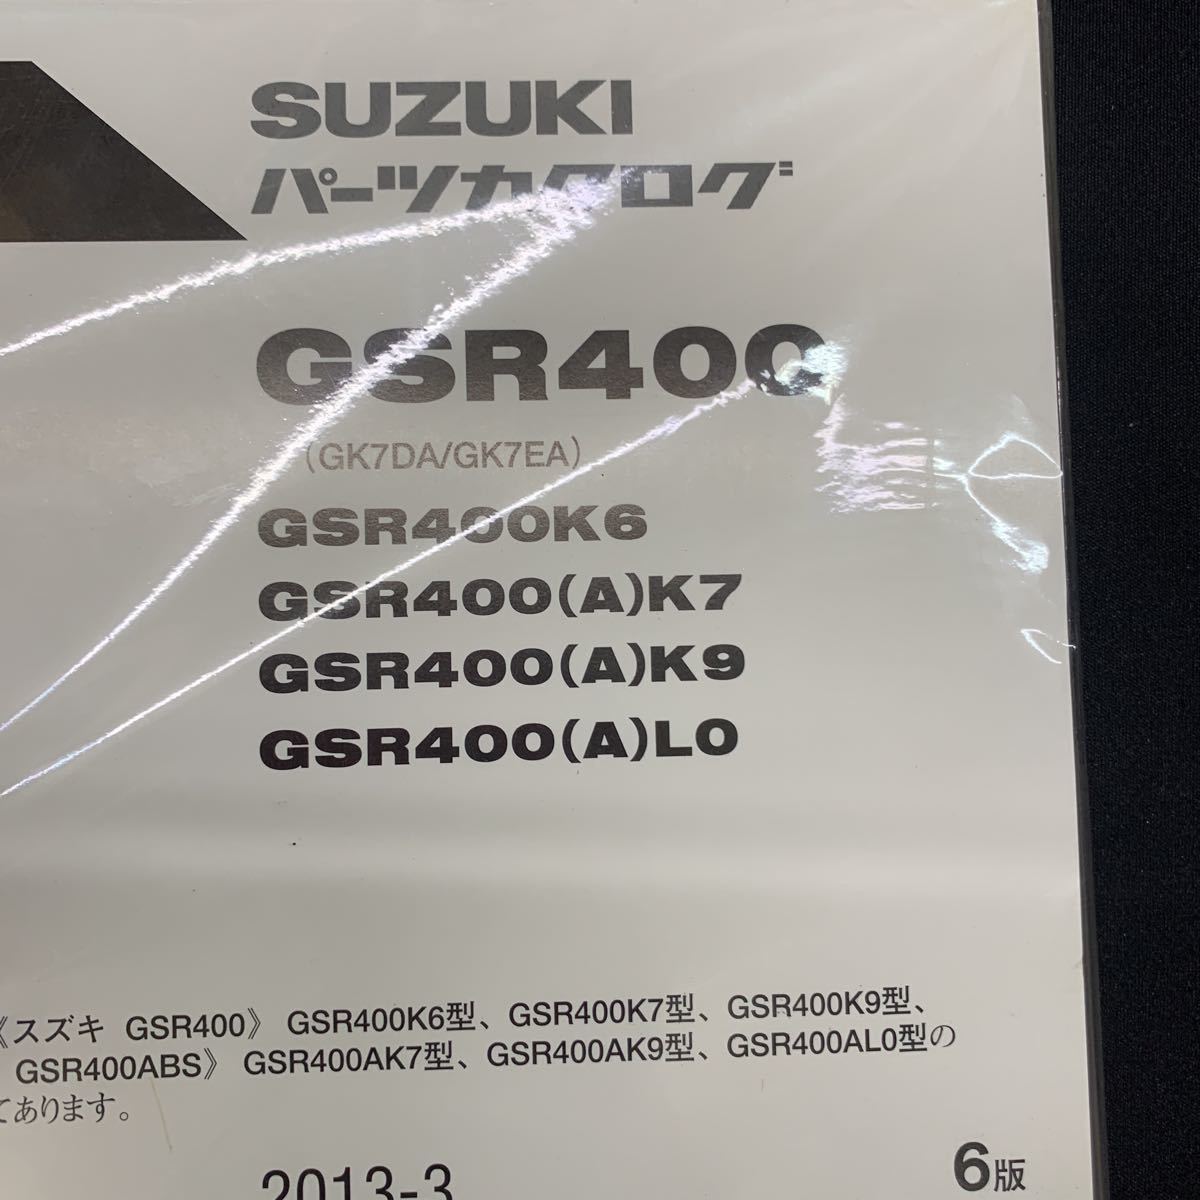 SUZUKI
パーツカタログ
GSR400
(GK7DA/GK7EA)
GSR400K6
GSR400(A)K7
GSR400(A)K9
GSR400(A)L0
《スズキ GSR400》 GSR400K6型、GSR400K7型、GSR400K9型、
GSR400ABS》 GSR400AK7型、GSR400AK9型、GSR400AL0型の
てあります。
2013-3
6版